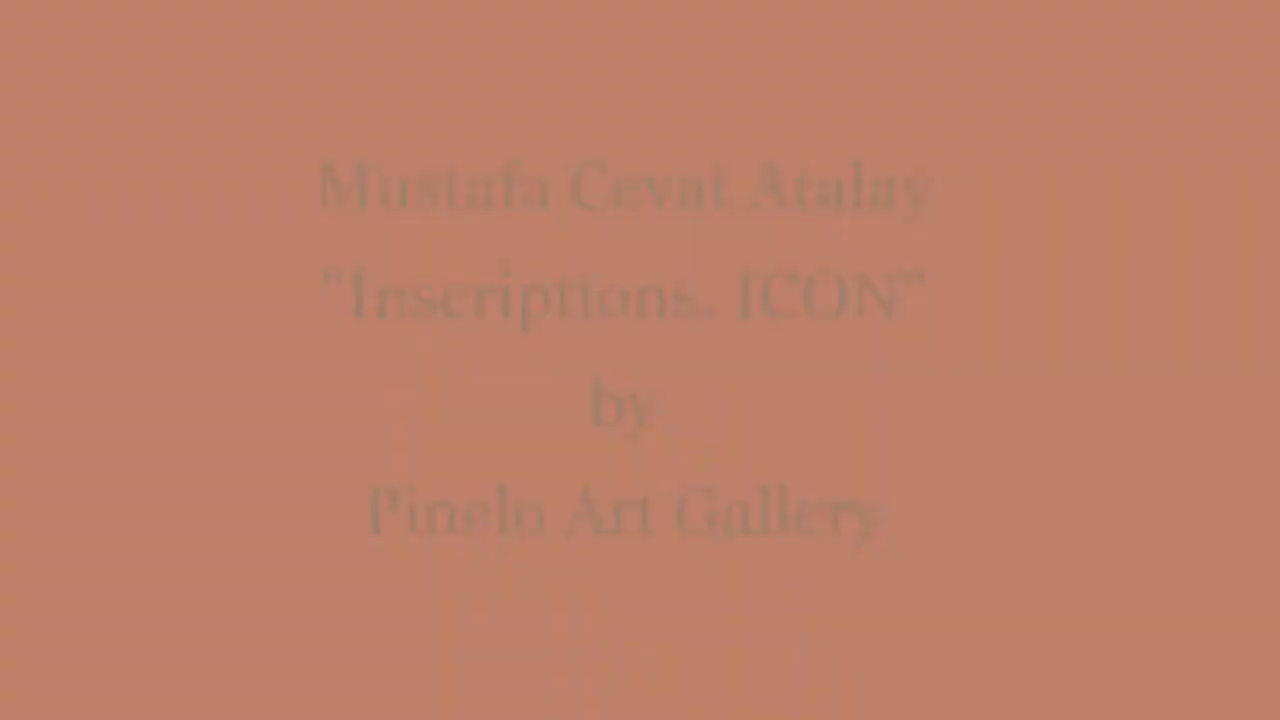 Mustafa Cevat Atalay
"Inscriptions. ICON"
by
Pinelo Art Gallery